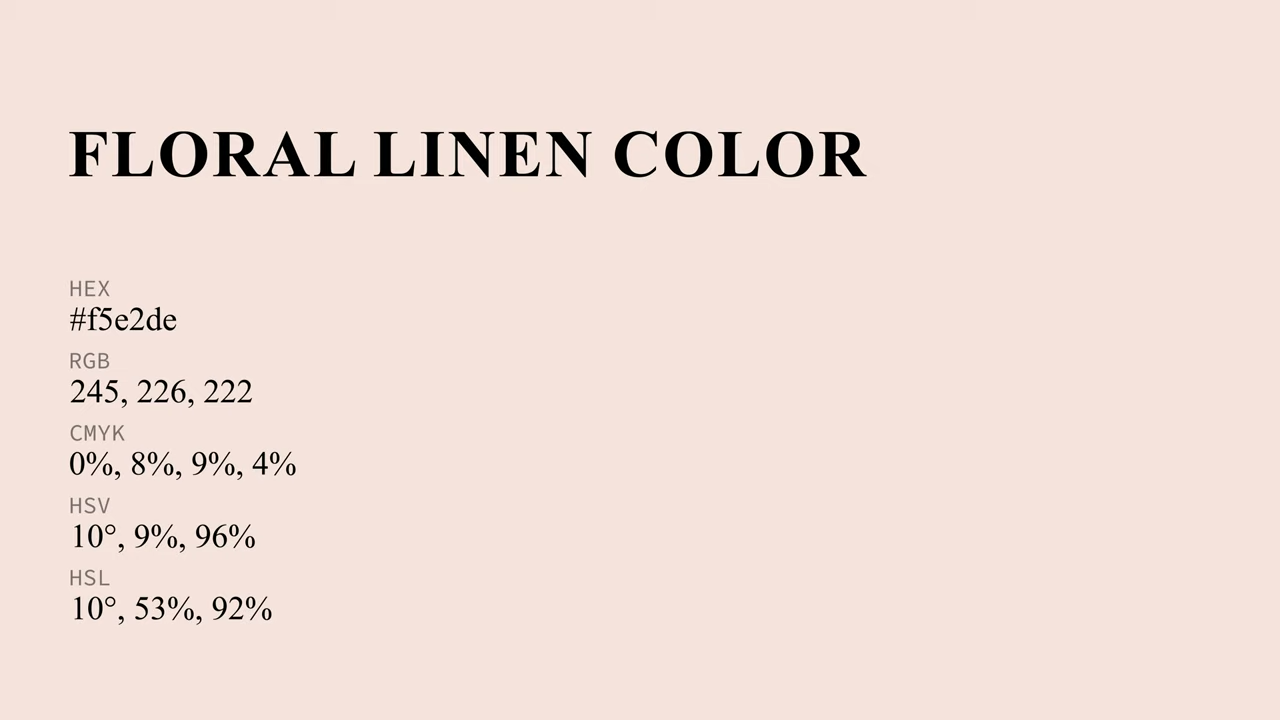 FLORAL LINEN COLOR
HEX
#f5e2de
RGB
245, 226, 222
CMYK
0%, 8%, 9%, 4%
HSV
10°, 9%, 96%
HSL
10°, 53%, 92%